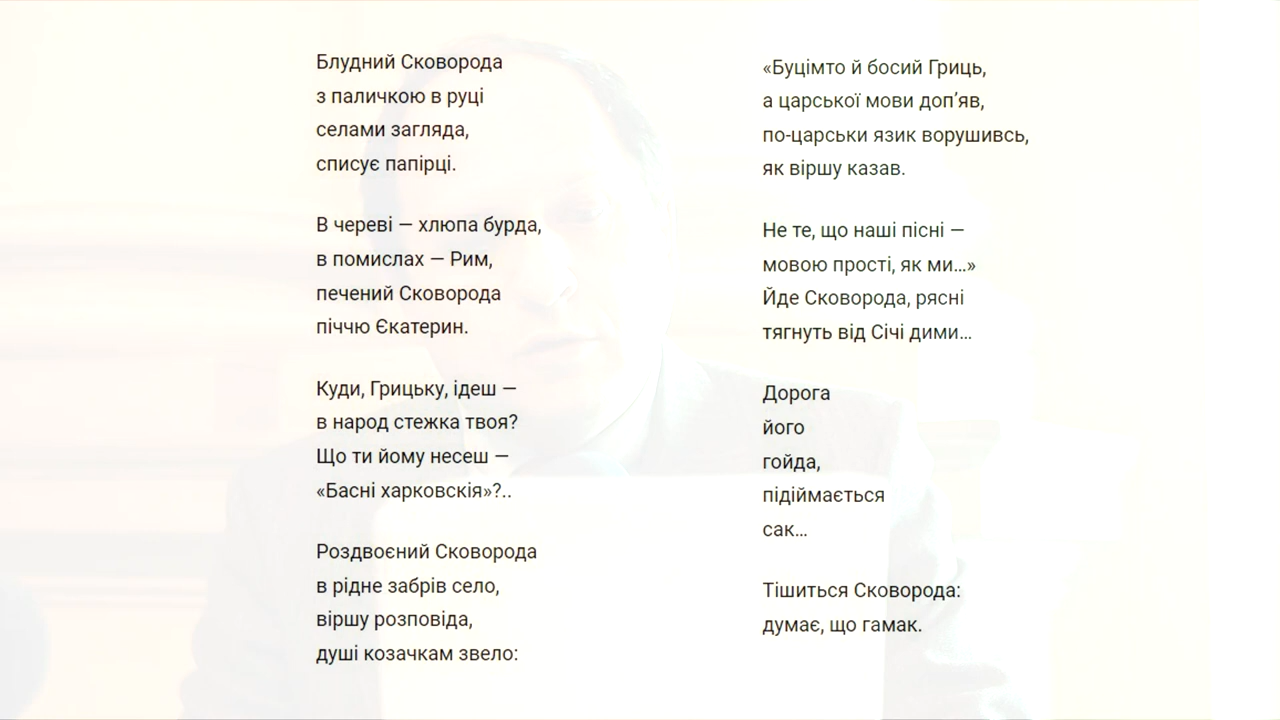 Блудний Сковорода
з паличкою в руці
селами загляда,
списує папірці.
В череві — хлюпа бурда,
в помислах — Рим,
печений Сковорода
піччю Єкатерин.
Куди, Грицьку, ідеш —
в народ стежка твоя?
Що ти йому несеш —
«Басні харковскія»?..
Роздвоєний Сковорода
в рідне забрів село,
віршу розповіда,
душі козачкам звело:
«Буцімто й босий Гриць,
а царської мови доп’яв,
по-царськи язик ворушивсь,
як віршу казав.
Не те, що наші пісні —
мовою прості, як ми…»
Йде Сковорода, рясні
тягнуть від Січі дими…
Дорога
його
гойда,
підіймається
сак…
Тішиться Сковорода:
думає, що гамак.